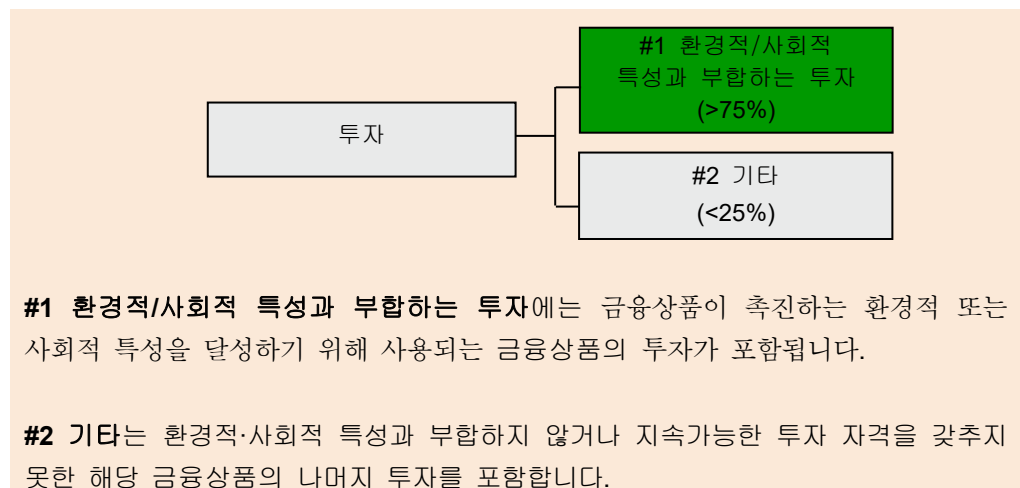 #1 환경적/사회적
특성과 부합하는 투자
(>75%)
투자
#2 기타
(<25%)
#1 환경적/사회적 특성과 부합하는 투자에는 금융상품이 촉진하는 환경적 또는
사회적 특성을 달성하기 위해 사용되는 금융상품의 투자가 포함됩니다.
#2 기타는 환경적·사회적 특성과 부합하지 않거나 지속가능한 투자 자격을 갖추지
못한 해당 금융상품의 나머지 투자를 포함합니다.